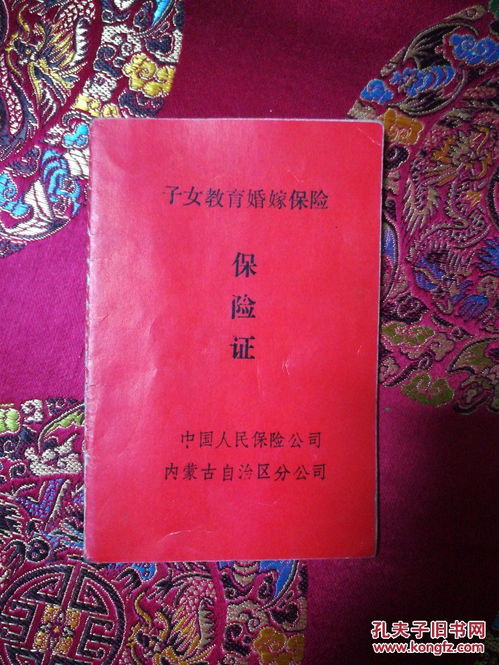 子女教育婚嫁保险
保
险
证
中国人民保险公司
内蒙古自治区分公司
孔夫子旧书网
www.kongfz.com